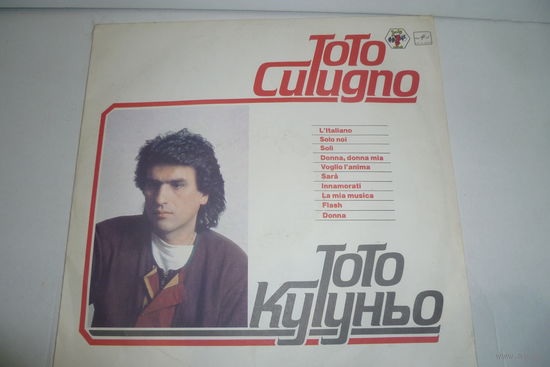 Toto
Cutugno
L'Italiano
Solo noi
Soli
Donna, donna mia
Voglio l'anima
Sarà
Innamorati
La mia musica
Flash
Donna
Тото
Кутуньо